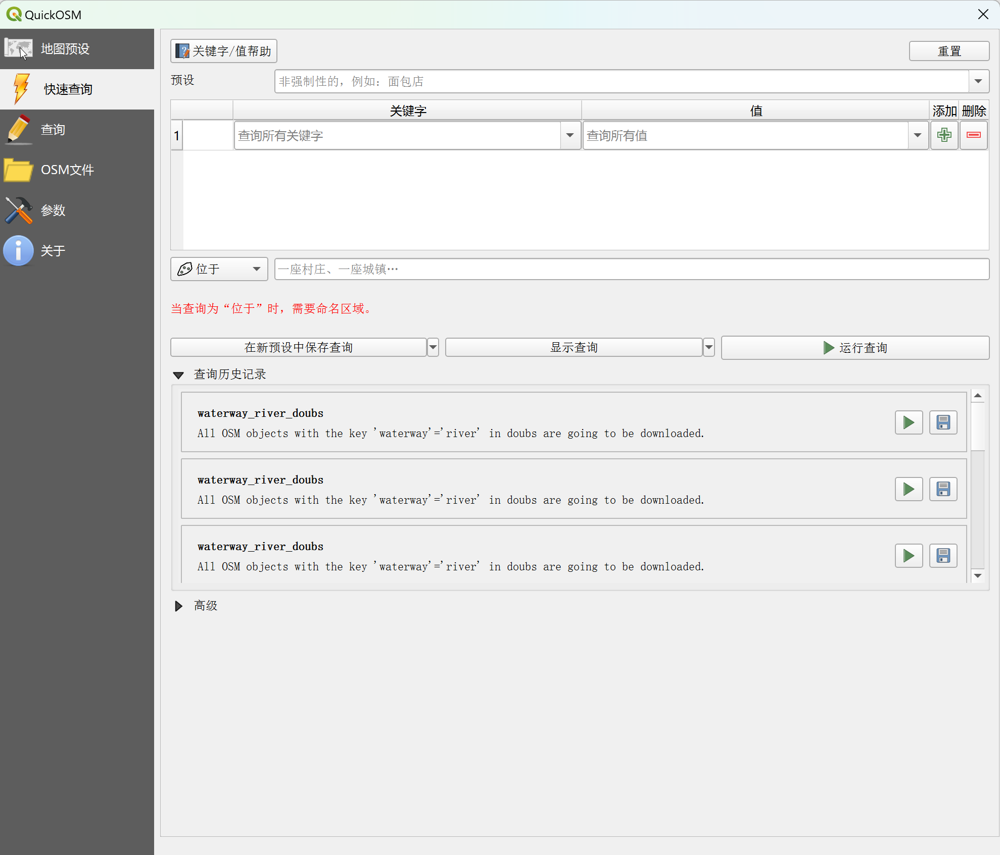 QuickOSM
地图预设
快速查询
查询
OSM文件
参数
关于
关键字/值帮助
重置
预设
非强制性的，例如：面包店
关键字 值 添加 删除
1 查询所有关键字 查询所有值
位于
一座村庄、一座城镇…
当查询为“位于”时，需要命名区域。
在新预设中保存查询
显示查询
运行查询
查询历史记录
waterway_river_doubs
All OSM objects with the key 'waterway'='river' in doubs are going to be downloaded.
waterway_river_doubs
All OSM objects with the key 'waterway'='river' in doubs are going to be downloaded.
waterway_river_doubs
All OSM objects with the key 'waterway'='river' in doubs are going to be downloaded.
高级